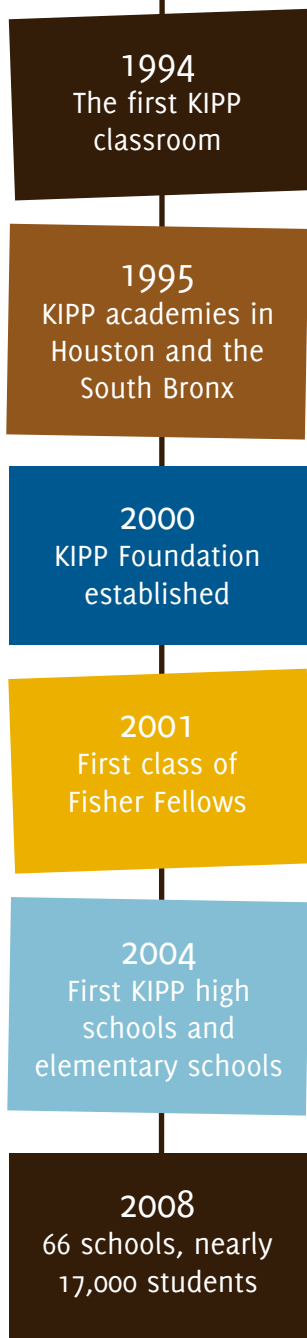 1994
The first KIPP
classroom
1995
KIPP academies in
Houston and the
South Bronx
2000
KIPP Foundation
established
2001
First class of
Fisher Fellows
2004
First KIPP high
schools and
elementary schools
2008
66 schools, nearly
17,000 students